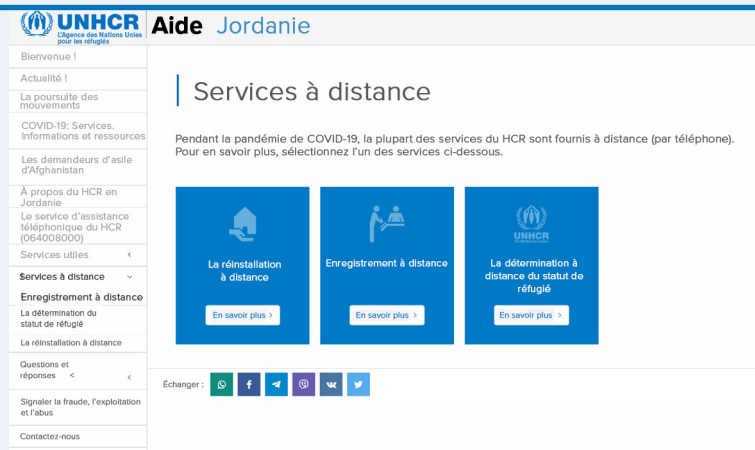 UNHCR
L'Agence des Nations Unies
pour les réfugiés
Aide Jordanie
Bienvenue !
Actualité !
La poursuite des
mouvements
COVID-19: Services.
Informations et ressources
Les demandeurs d'asile
d'Afghanistan
À propos du HCR en
Jordanie
Le service d'assistance
téléphonique du HCR
(064008000)
Services utiles
Services à distance
Enregistrement à distance
La détermination du
statut de réfugié
La réinstallation à distance
Questions et
réponses <
Signaler la fraude, l'exploitation
et l'abus
Contactez-nous
Services à distance
Pendant la pandémie de COVID-19, la plupart des services du HCR sont fournis à distance (par téléphone).
Pour en savoir plus, sélectionnez l'un des services ci-dessous.
La réinstallation
à distance
En savoir plus >
Enregistrement à distance
En savoir plus >
UNHCR
La détermination à
distance du statut de
réfugié
En savoir plus >
Échanger :